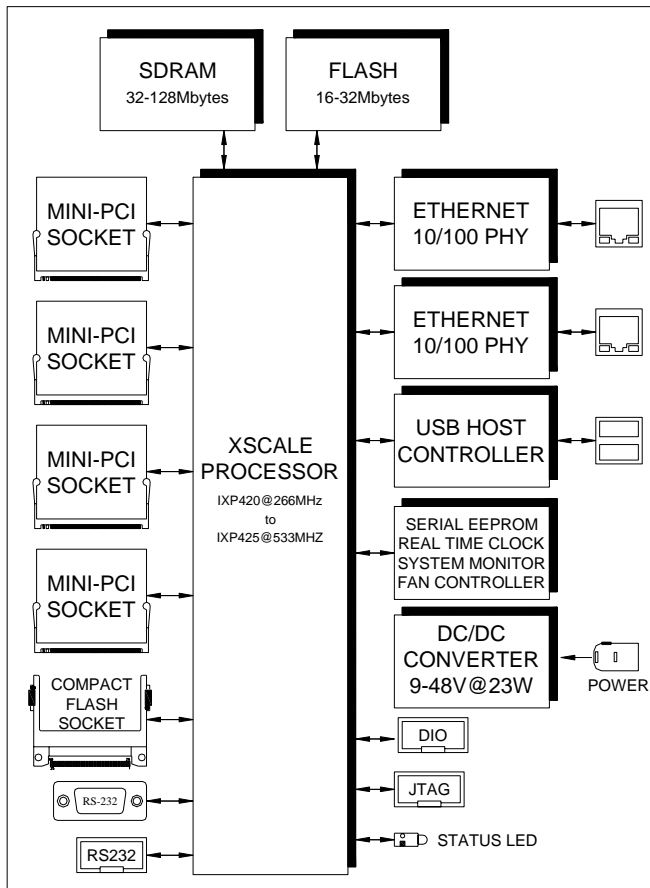 SDRAM
32-128Mbytes
FLASH
16-32Mbytes
MINI-PCI
SOCKET
MINI-PCI
SOCKET
MINI-PCI
SOCKET
MINI-PCI
SOCKET
COMPACT
FLASH
SOCKET
RS-232
RS232
XSCALE
PROCESSOR
IXP420@266MHz
to
IXP425@533MHZ
ETHERNET
10/100 PHY
ETHERNET
10/100 PHY
USB HOST
CONTROLLER
SERIAL EEPROM
REAL TIME CLOCK
SYSTEM MONITOR
FAN CONTROLLER
DC/DC
CONVERTER
9-48V@23W
POWER
DIO
JTAG
STATUS LED